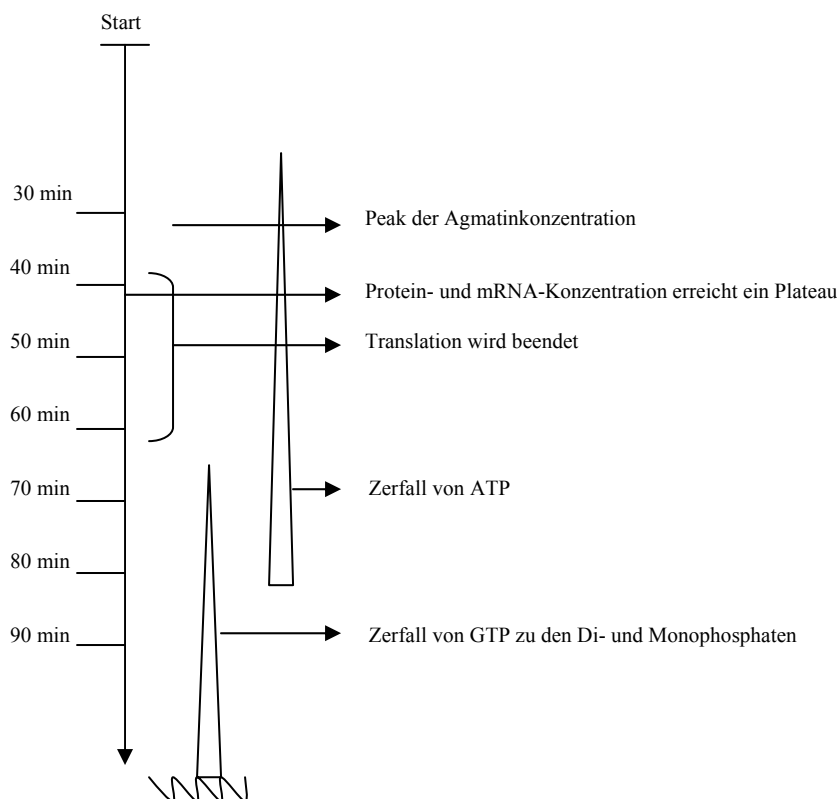 Start
30 min
Peak der Agmatinkonzentration
40 min
Protein- und mRNA-Konzentration erreicht ein Plateau
50 min
Translation wird beendet
60 min
70 min
Zerfall von ATP
80 min
90 min
Zerfall von GTP zu den Di- und Monophosphaten